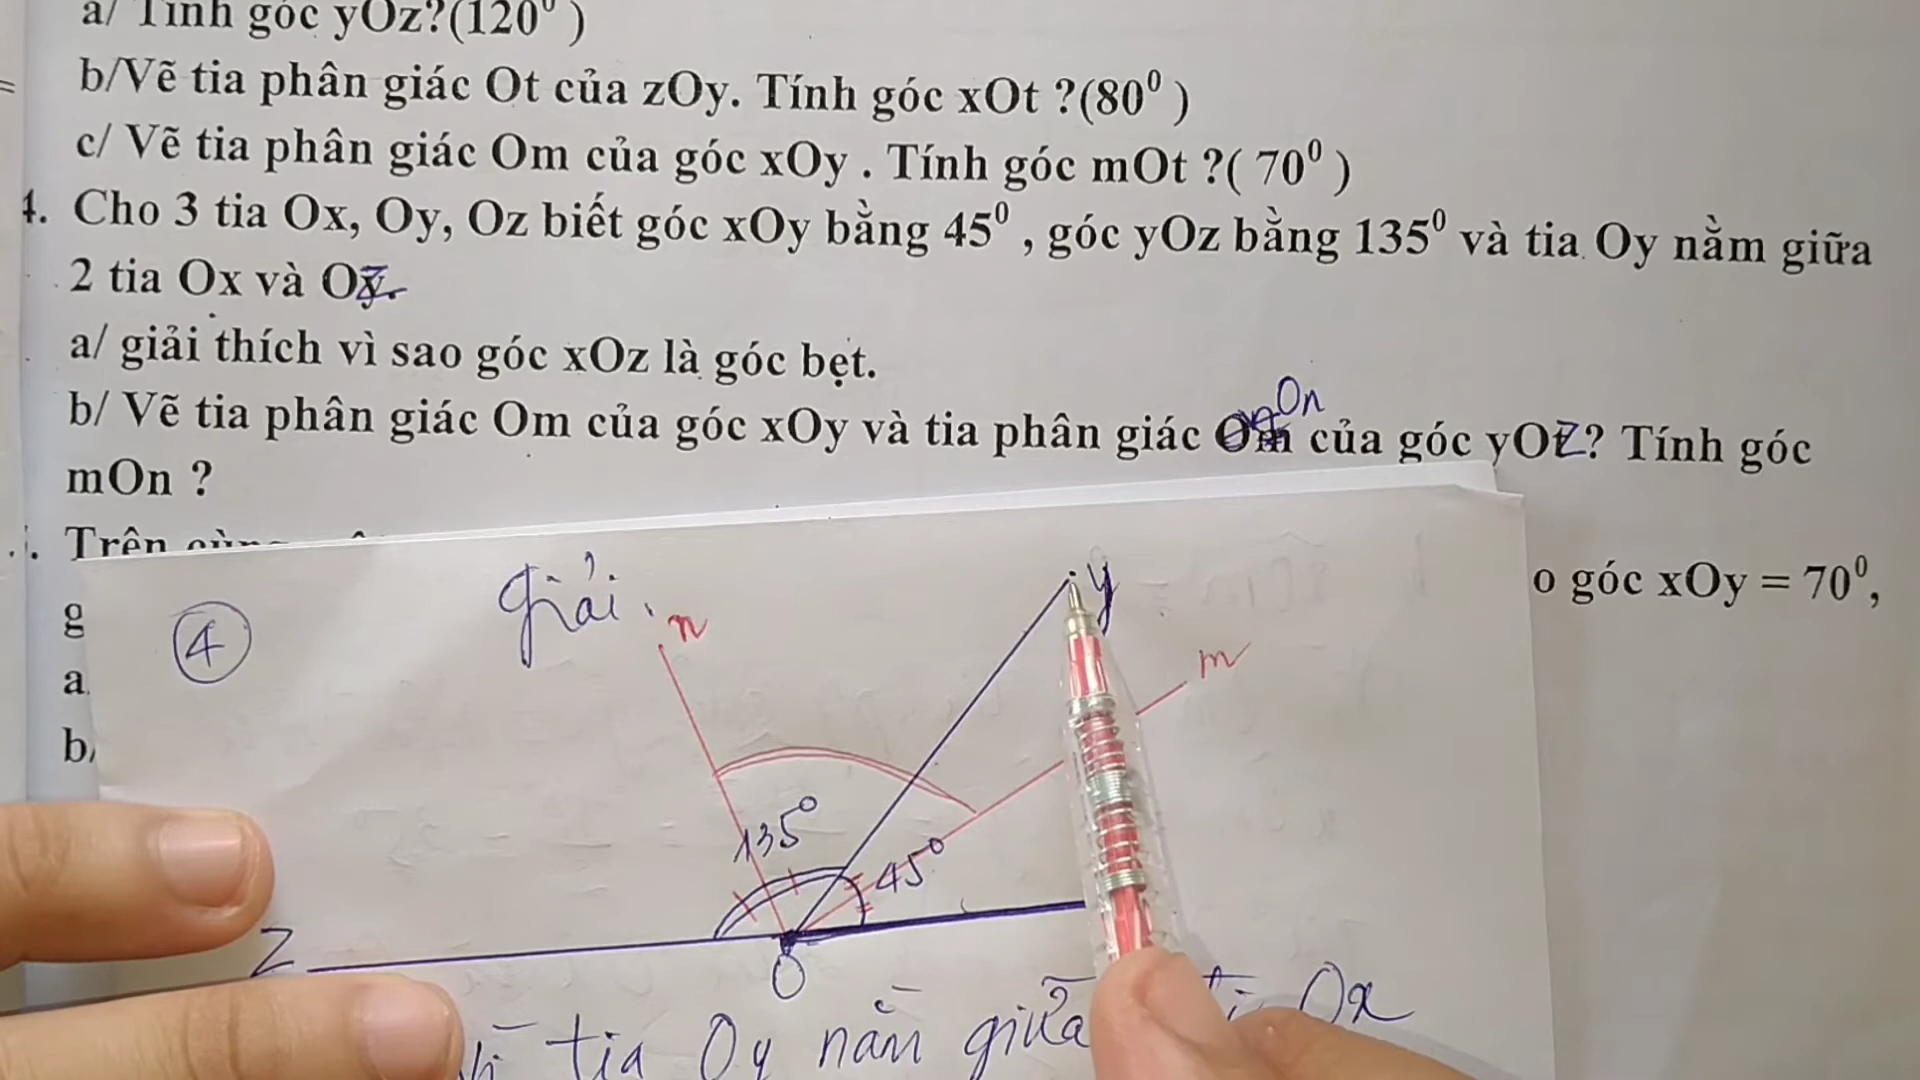 a/ Tính góc yOz?(120⁰ )
b/Vẽ tia phân giác Ot của zOy. Tính góc xOt ?(80⁰ )
c/ Vẽ tia phân giác Om của góc xOy . Tính góc mOt ?( 70⁰ )
4. Cho 3 tia Ox, Oy, Oz biết góc xOy bằng 45⁰ , góc yOz bằng 135⁰ và tia Oy nằm giữa
2 tia Ox và Oz.
a/ giải thích vì sao góc xOz là góc bẹt.
On
b/ Vẽ tia phân giác Om của góc xOy và tia phân giác của góc yOz? Tính góc
mOn ?
. Trên
g
o góc xOy = 70⁰,
a
b/
4
Giải.
n
y
m
135⁰
45⁰
z
O
tia Oy nằm giữa Ox